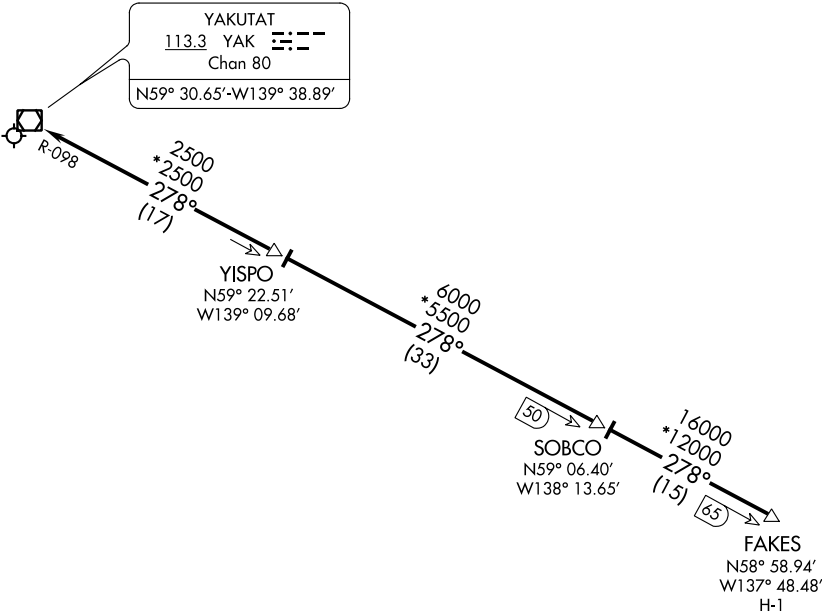 YAKUTAT
113.3 YAK
Chan 80
N59° 30.65’-W139° 38.89’
R-098
2500
*2500
278°
(17)
YISPO
N59° 22.51’
W139° 09.68’
6000
*5500
278°
(33)
50
SOBCO
N59° 06.40’
W138° 13.65’
16000
*12000
278°
(15)
65
FAKES
N58° 58.94’
W137° 48.48’
H-1